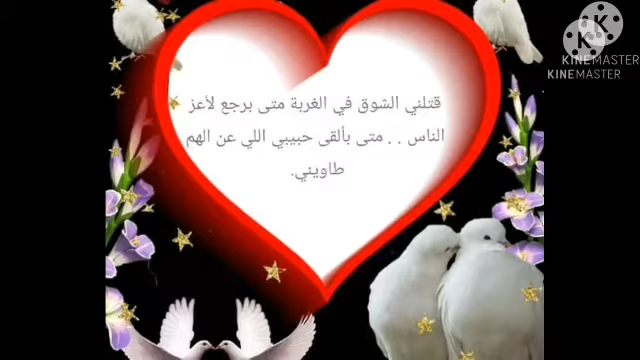 KINEMASTER
KINEMASTER
قتلني الشوق في الغربة متى برجع لأعز
الناس . . متى بألقى حبيبي اللي عن الهم
طاويني.